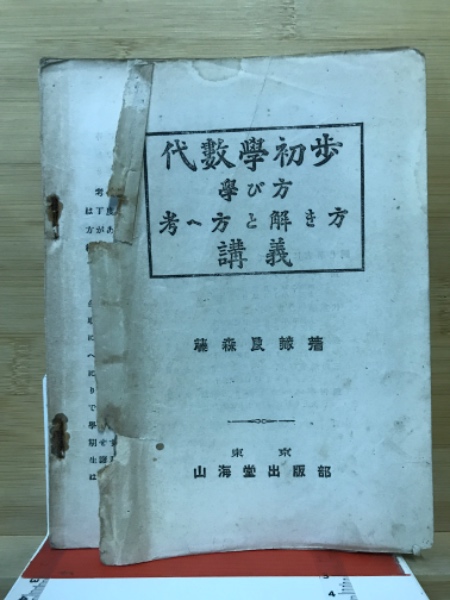 代數學初步
學び方
考へ方と解き方
講義
藤森良蔵著
東京
山海堂出版部